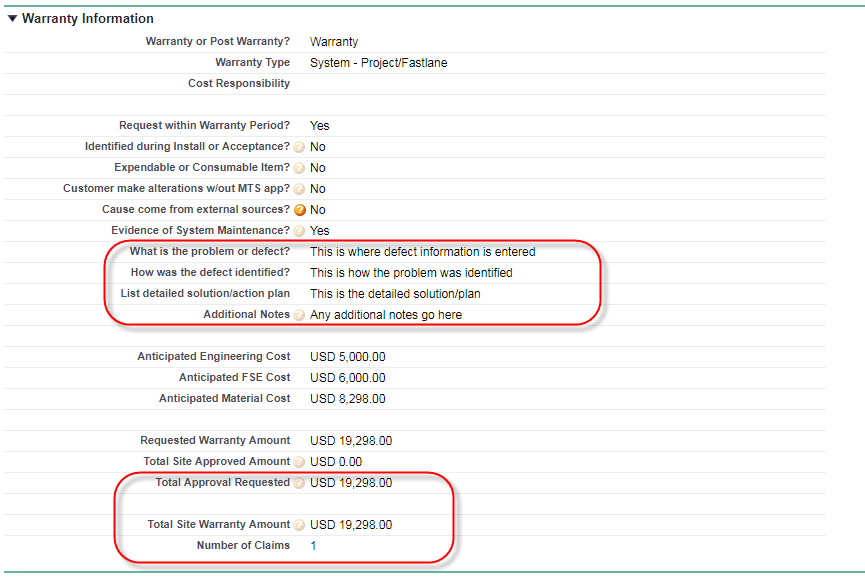 Warranty Information
Warranty or Post Warranty? Warranty
Warranty Type System - Project/Fastlane
Cost Responsibility
Request within Warranty Period? Yes
Identified during Install or Acceptance? ? No
Expendable or Consumable Item? ? No
Customer make alterations w/out MTS app? ? No
Cause come from external sources? ? No
Evidence of System Maintenance? ? Yes
What is the problem or defect? This is where defect information is entered
How was the defect identified? This is how the problem was identified
List detailed solution/action plan This is the detailed solution/plan
Additional Notes ? Any additional notes go here
Anticipated Engineering Cost USD 5,000.00
Anticipated FSE Cost USD 6,000.00
Anticipated Material Cost USD 8,298.00
Requested Warranty Amount USD 19,298.00
Total Site Approved Amount ? USD 0.00
Total Approval Requested ? USD 19,298.00
Total Site Warranty Amount ? USD 19,298.00
Number of Claims 1